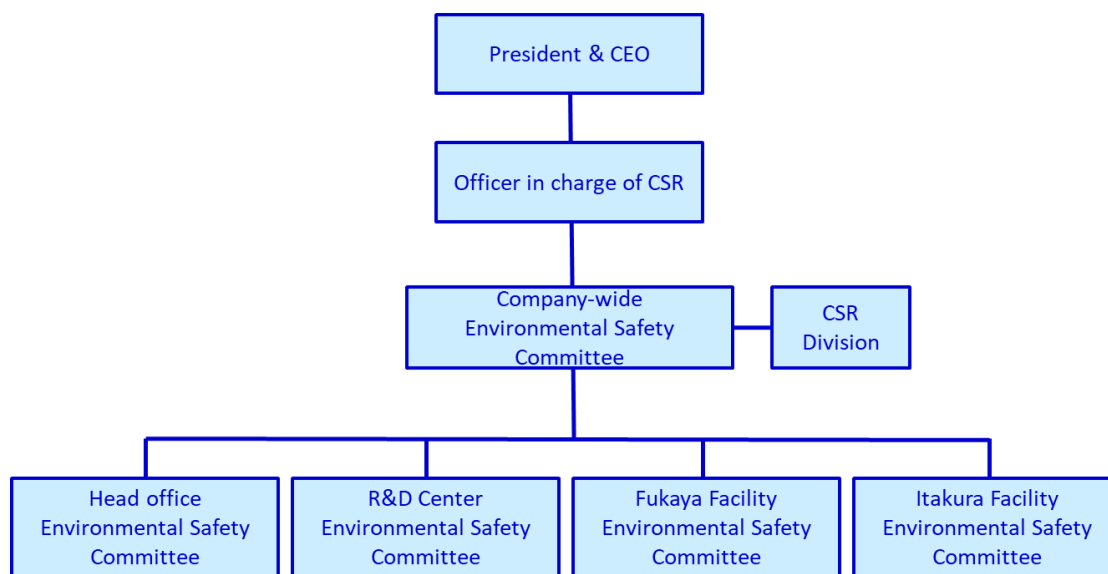 President & CEO
Officer in charge of CSR
Company-wide
Environmental Safety
Committee
CSR
Division
Head office
Environmental Safety
Committee
R&D Center
Environmental Safety
Committee
Fukaya Facility
Environmental Safety
Committee
Itakura Facility
Environmental Safety
Committee